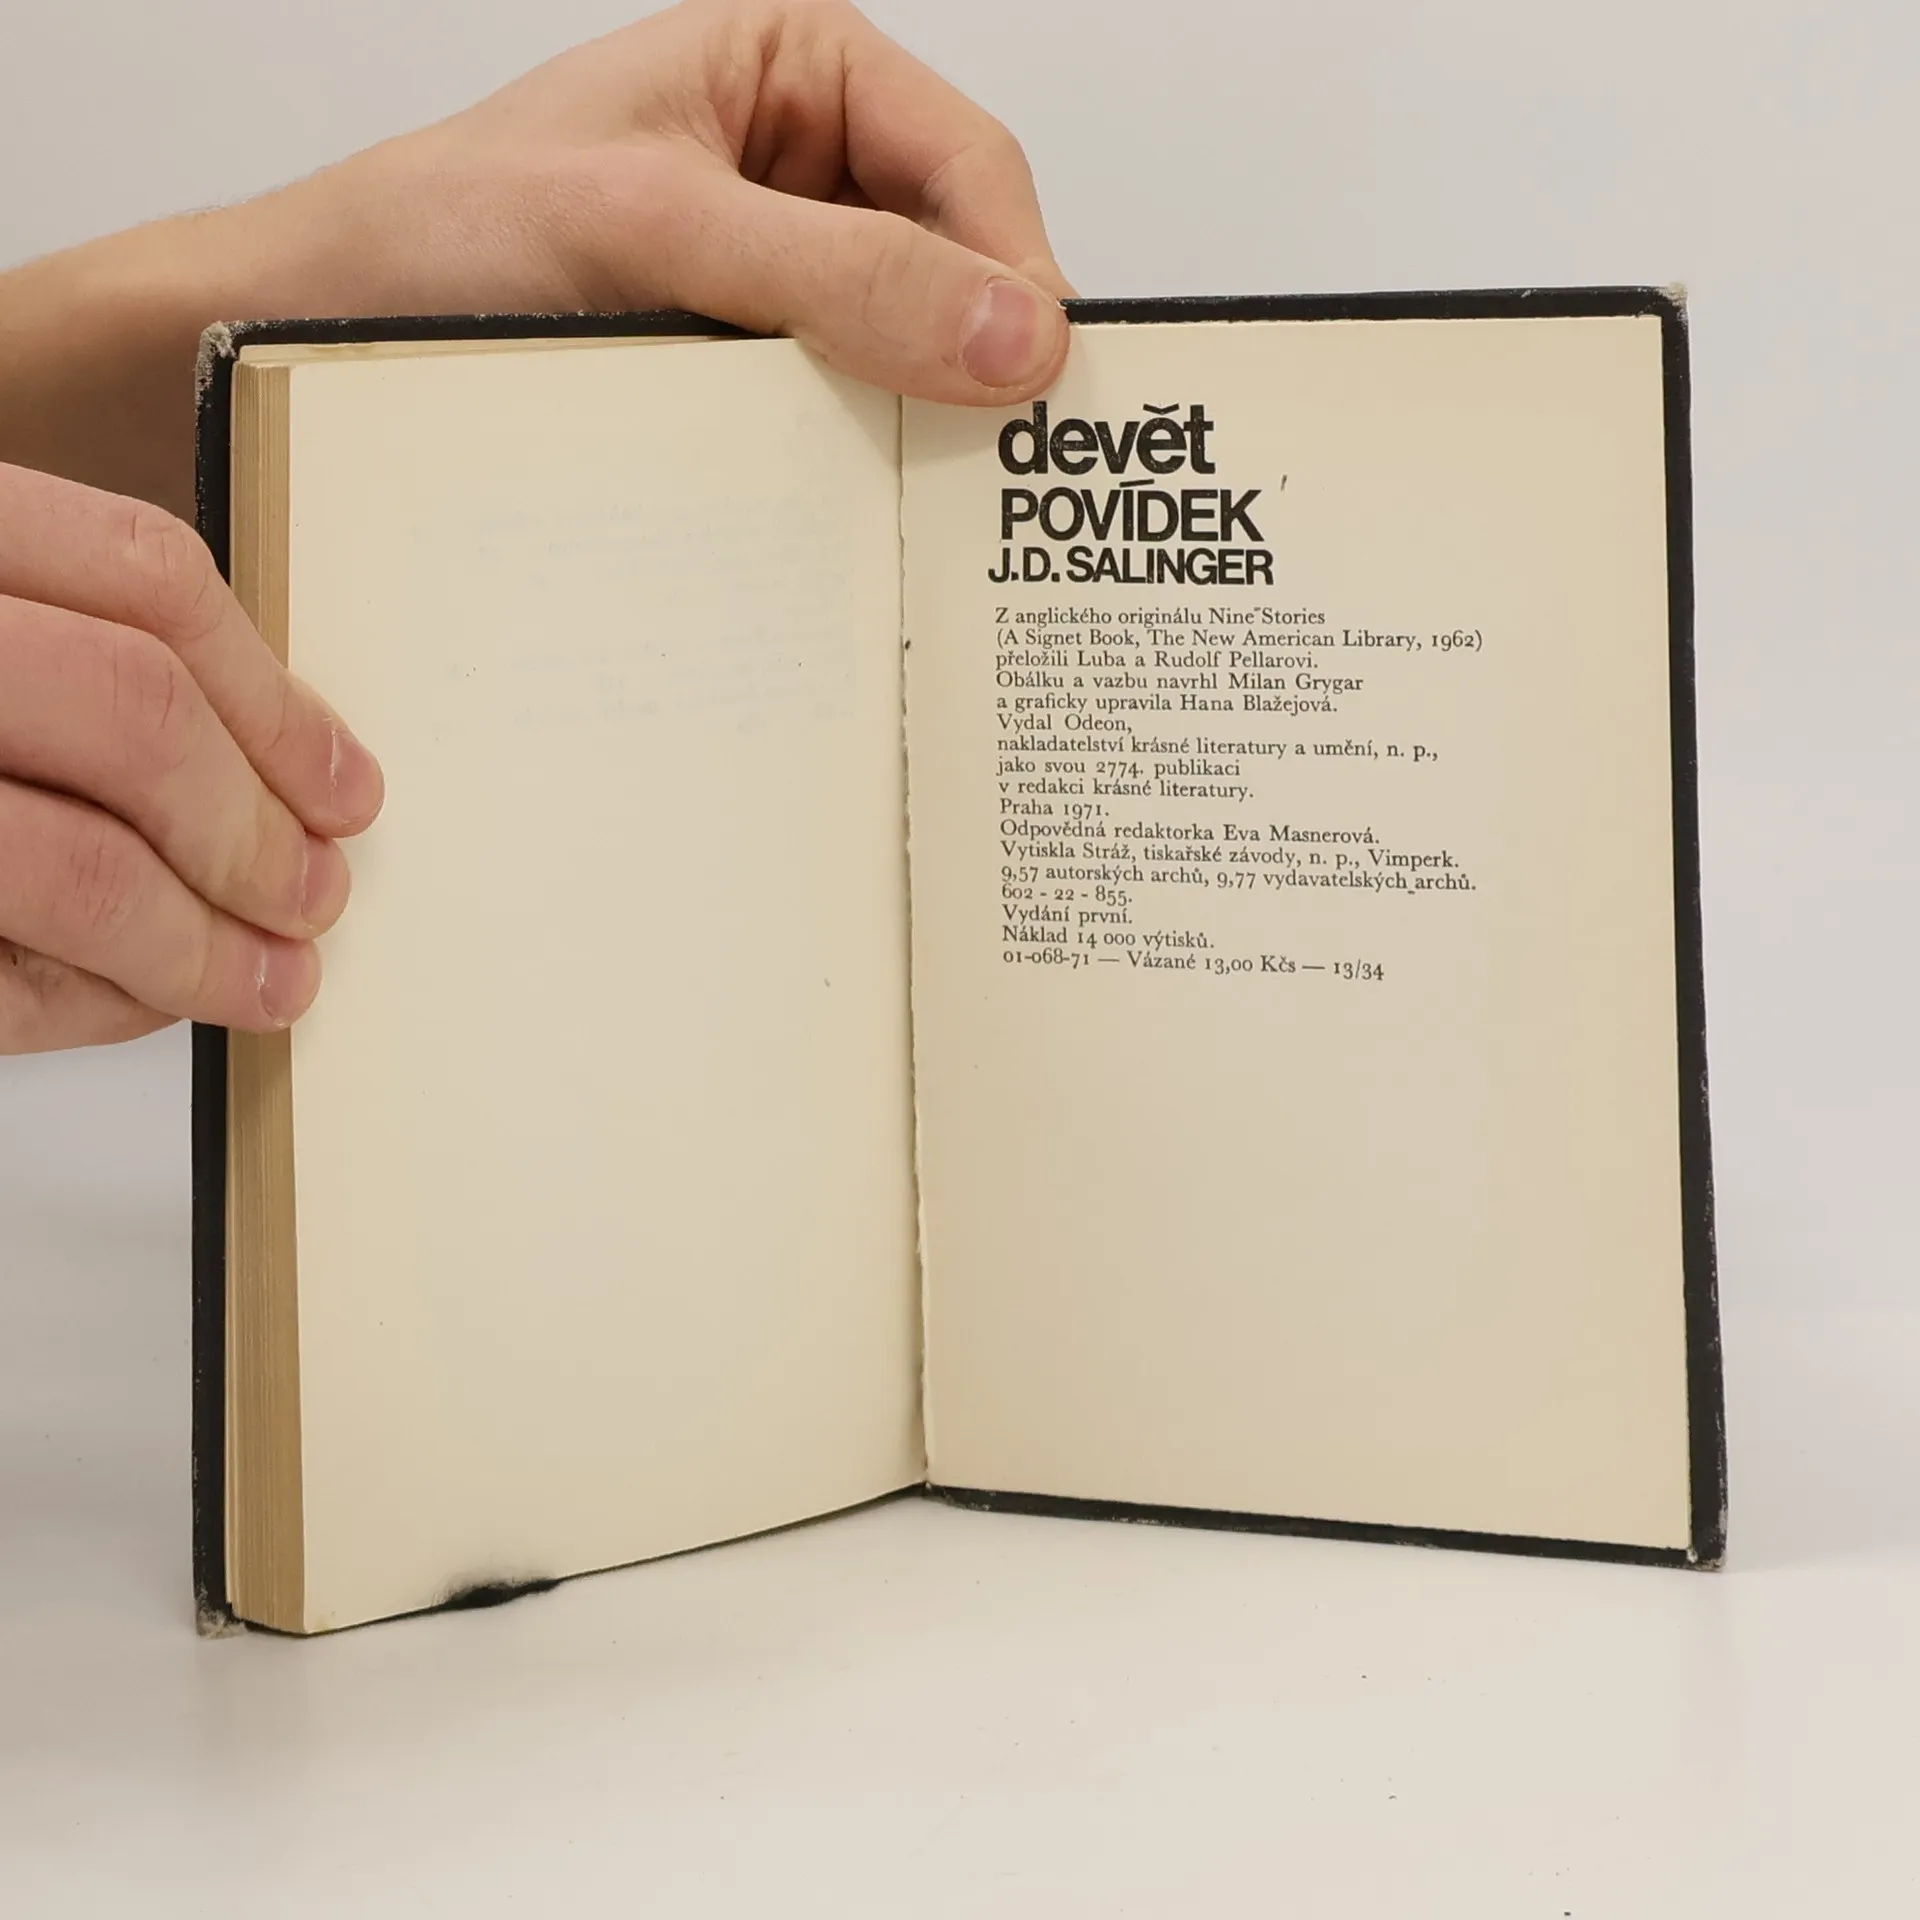 devět
POVÍDEK
J.D. SALINGER
Z anglického originálu Nine Stories
(A Signet Book, The New American Library, 1962)
přeložili Luba a Rudolf Pellarovi.
Obálku a vazbu navrhl Milan Grygar
a graficky upravila Hana Blažejová.
Vydal Odeon,
nakladatelství krásné literatury a umění, n. p.,
jako svou 2774. publikaci
v redakci krásné literatury.
Praha 1971.
Odpovědná redaktorka Eva Masnerová.
Vytiskla Stráž, tiskařské závody, n. p., Vimperk.
9,57 autorských archů, 9,77 vydavatelských archů.
602 - 22 - 855.
Vydání první.
Náklad 14 000 výtisků.
01-068-71 — Vázané 13,00 Kčs — 13/34